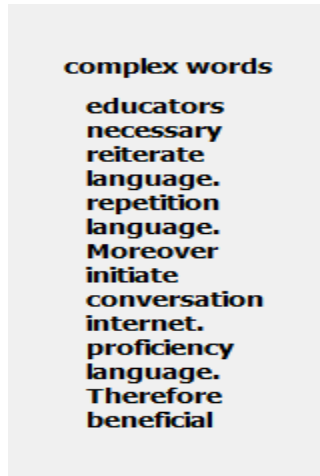 complex words
educators
necessary
reiterate
language.
repetition
language.
Moreover
initiate
conversation
internet.
proficiency
language.
Therefore
beneficial